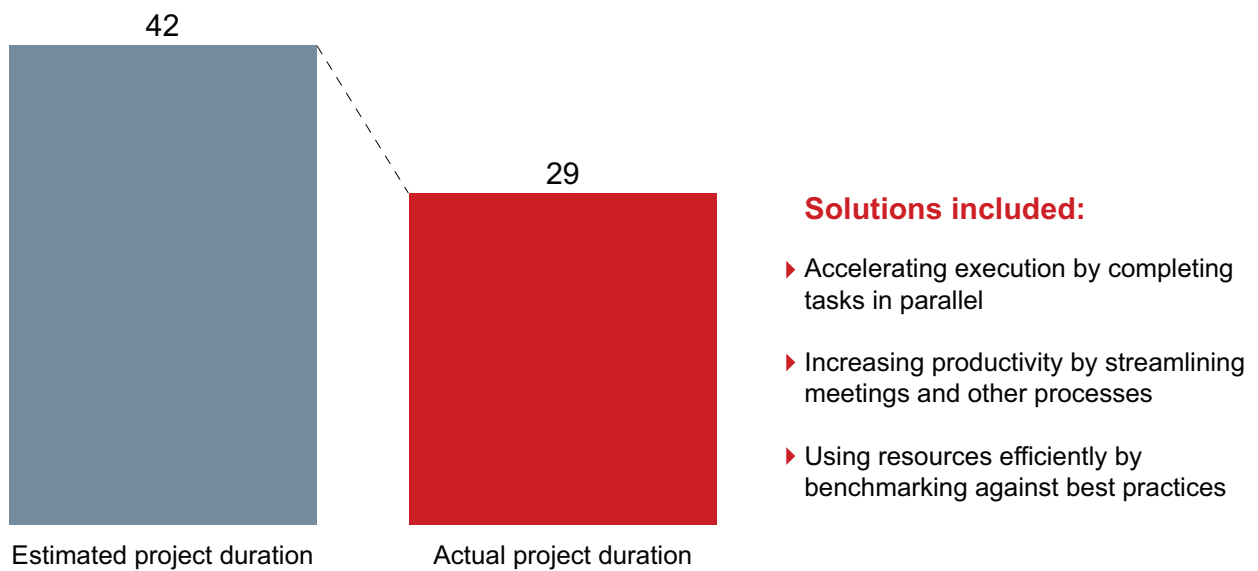 42
29
Solutions included:
Accelerating execution by completing
tasks in parallel
Increasing productivity by streamlining
meetings and other processes
Using resources efficiently by
benchmarking against best practices
Estimated project duration
Actual project duration